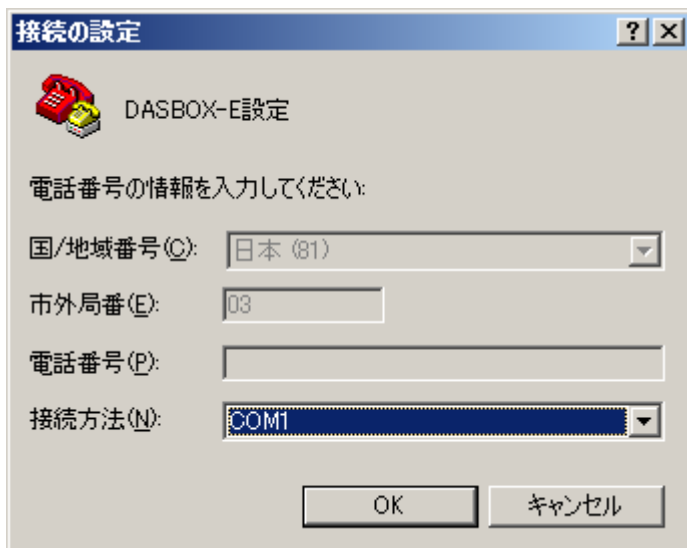 接続の設定
DASBOX-E設定
電話番号の情報を入力してください:
国/地域番号(C): 日本 (81)
市外局番(E): 03
電話番号(P):
接続方法(N): COM1
OK キャンセル